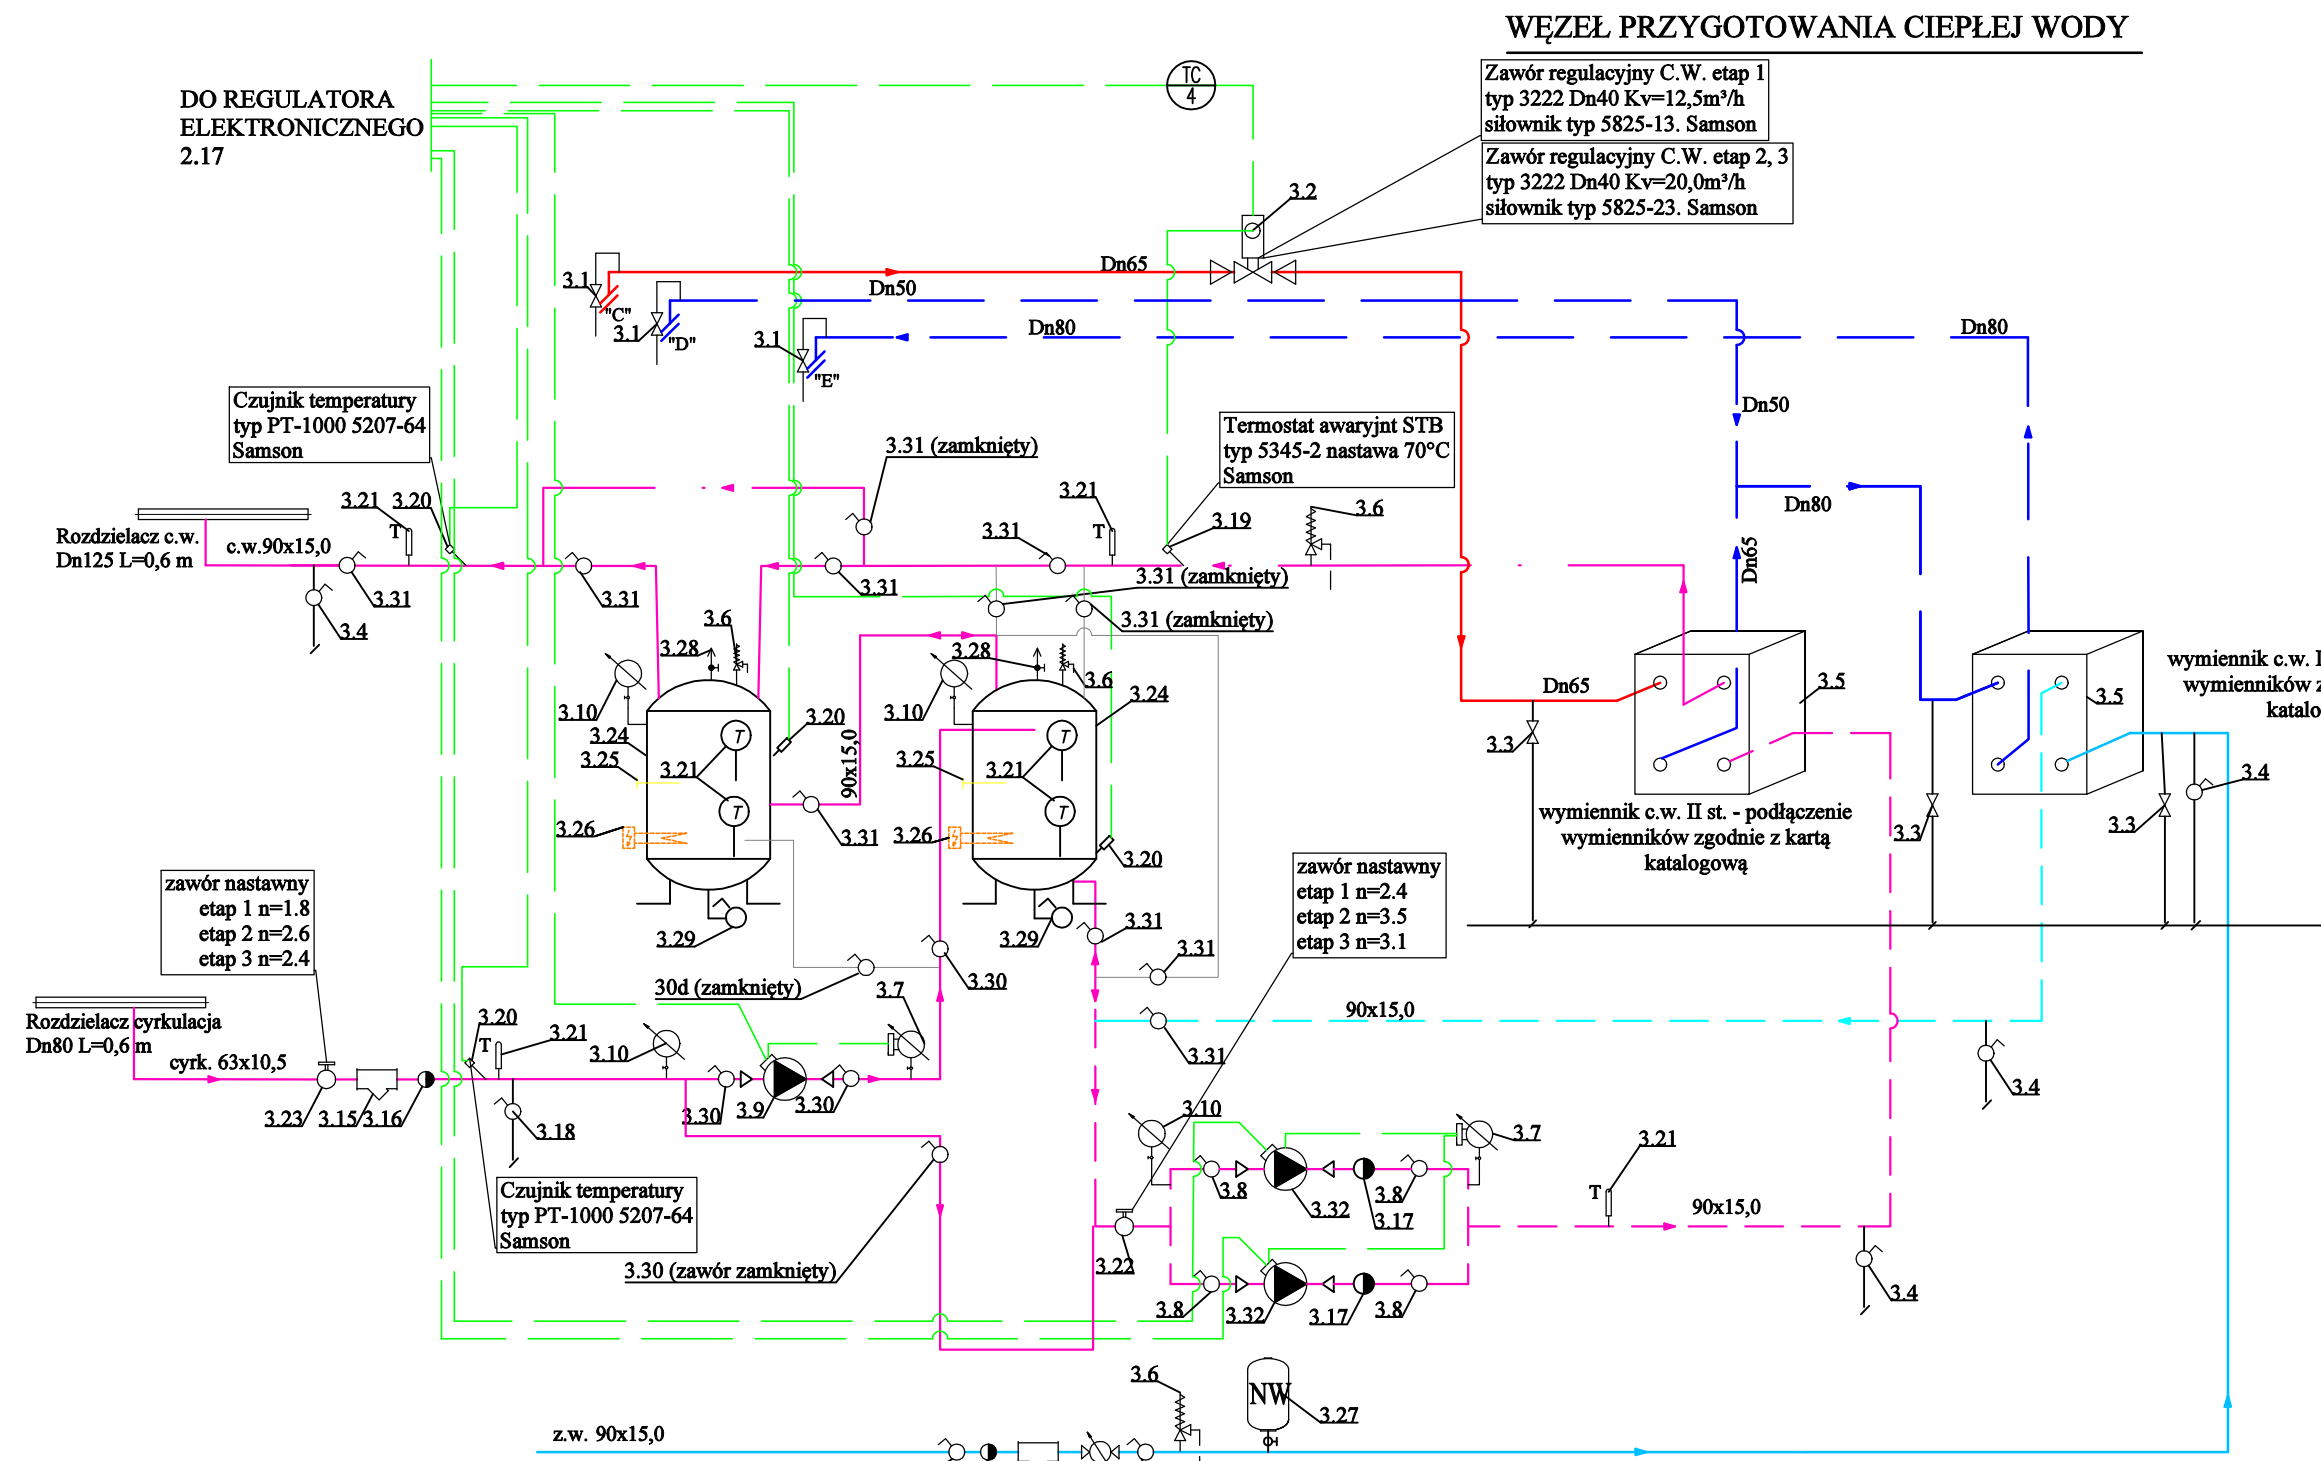 WĘZEŁ PRZYGOTOWANIA CIEPŁEJ WODY
DO REGULATORA
ELEKTRONICZNEGO
2.17
TC
4
Zawór regulacyjny C.W. etap 1
typ 3222 Dn40 Kv=12,5m³/h
siłownik typ 5825-13. Samson
Zawór regulacyjny C.W. etap 2, 3
typ 3222 Dn40 Kv=20,0m³/h
siłownik typ 5825-23. Samson
3.2
3.1
"C"
Dn65
Dn50
3.1
"D"
3.1
"E"
Dn80
Dn80
Dn50
Dn80
Dn65
Czujnik temperatury
typ PT-1000 5207-64
Samson
Termostat awaryjnt STB
typ 5345-2 nastawa 70°C
Samson
3.31 (zamknięty)
3.21
3.20
T
3.21
T
3.19
3.6
Rozdzielacz c.w.
Dn125 L=0,6 m
c.w.90x15,0
3.31
3.4
3.31
3.31
3.31
3.31 (zamknięty)
3.31 (zamknięty)
3.6
3.28
3.10
3.24
3.25
3.21
T
T
3.26
3.29
3.20
90x15,0
3.31
3.28
3.6
3.10
3.24
3.25
3.21
T
T
3.26
3.29
3.20
3.31
3.31
3.31
Dn65
3.5
3.3
wymiennik c.w. II st. - podłączenie
wymienników zgodnie z kartą
katalogową
3.5
wymiennik c.w. I
wymienników z
katalo
3.3
3.3
3.4
zawór nastawny
etap 1 n=1.8
etap 2 n=2.6
etap 3 n=2.4
zawór nastawny
etap 1 n=2.4
etap 2 n=3.5
etap 3 n=3.1
30d (zamknięty)
3.30
3.7
Rozdzielacz cyrkulacja
Dn80 L=0,6 m
cyrk. 63x10,5
3.23
3.15
3.16
3.20
T
3.21
3.18
3.10
3.30
3.9
3.30
90x15,0
3.4
Czujnik temperatury
typ PT-1000 5207-64
Samson
3.30 (zawór zamknięty)
3.10
3.8
3.32
3.17
3.8
3.7
3.22
3.8
3.32
3.17
3.8
T
3.21
90x15,0
3.4
3.6
NW
3.27
z.w. 90x15,0